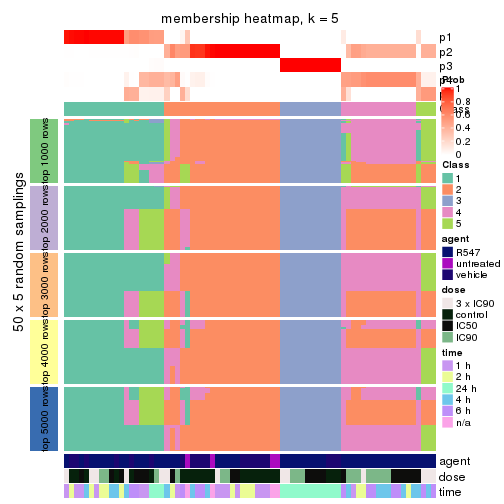 membership heatmap, k = 5
p1
p2
p3
Prob
1
0.8
0.6
0.4
0.2
0
Class
1
2
3
4
5
agent
R547
untreated
vehicle
dose
3 x IC90
control
IC50
IC90
time
1 h
2 h
24 h
4 h
6 h
n/a
50 x 5 random samplings
top 1000 rows
top 2000 rows
top 3000 rows
top 4000 rows
top 5000 rows
agent
dose
time